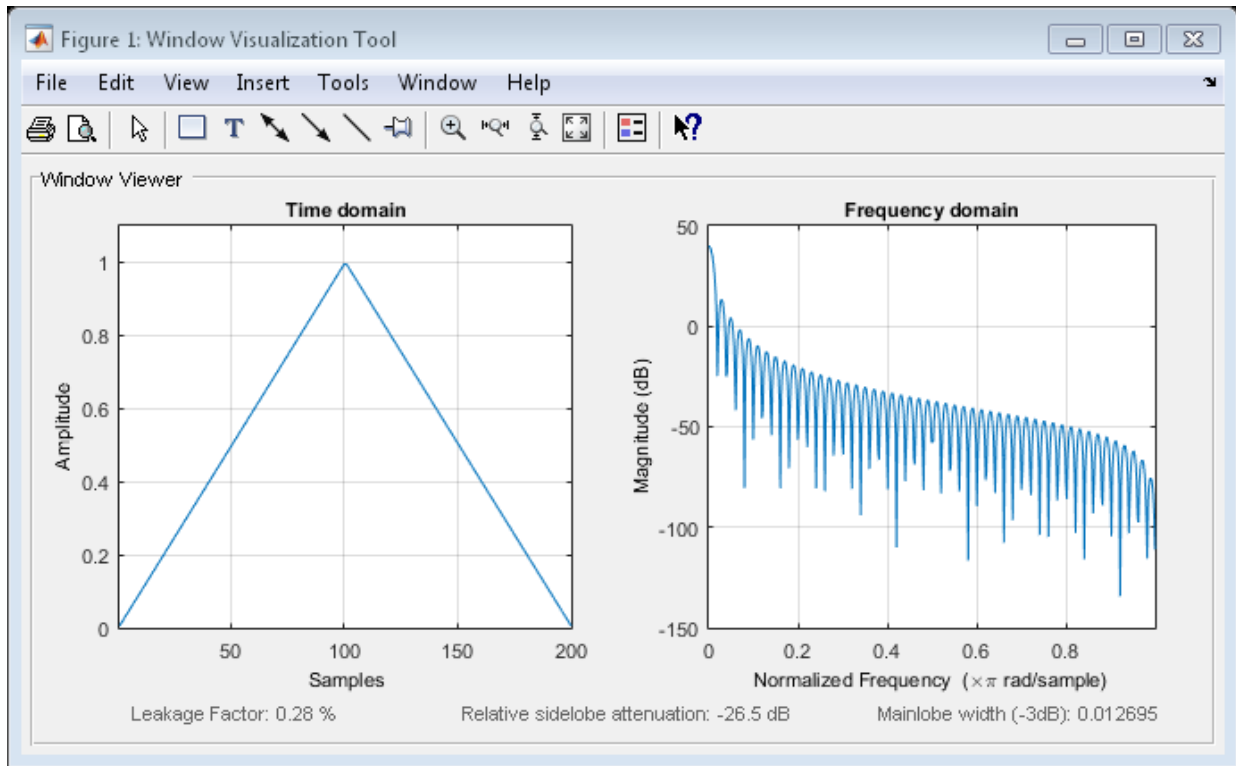 Figure 1: Window Visualization Tool
File Edit View Insert Tools Window Help
T
?
Window Viewer
Time domain
Amplitude
1
0.8
0.6
0.4
0.2
0
50 100 150 200
Samples
Frequency domain
Magnitude (dB)
50
0
-50
-100
-150
0 0.2 0.4 0.6 0.8
Normalized Frequency (×π rad/sample)
Leakage Factor: 0.28 %
Relative sidelobe attenuation: -26.5 dB
Mainlobe width (-3dB): 0.012695